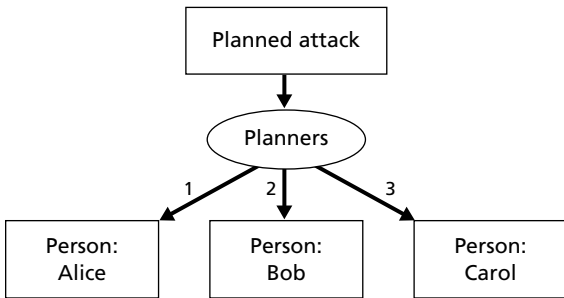 Planned attack
Planners
1
2
3
Person:
Alice
Person:
Bob
Person:
Carol